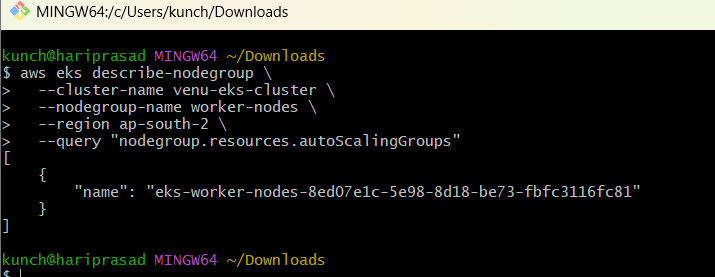 MINGW64:/c/Users/kunch/Downloads
kunch@hariprasad MINGW64 ~/Downloads
$ aws eks describe-nodegroup \
>   --cluster-name venu-eks-cluster \
>   --nodegroup-name worker-nodes \
>   --region ap-south-2 \
>   --query "nodegroup.resources.autoScalingGroups"
[
    {
        "name": "eks-worker-nodes-8ed07e1c-5e98-8d18-be73-fbfc3116fc81"
    }
]
kunch@hariprasad MINGW64 ~/Downloads
$